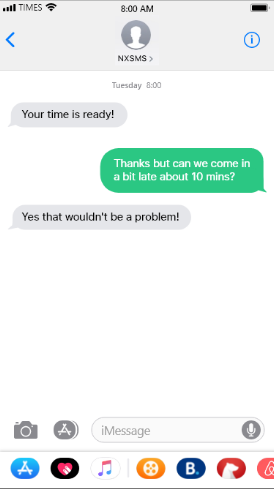 TIMES 8:00 AM
NXSMS >
Tuesday 8:00
Your time is ready!
Thanks but can we come in
a bit late about 10 mins?
Yes that wouldn't be a problem!
iMessage
B.